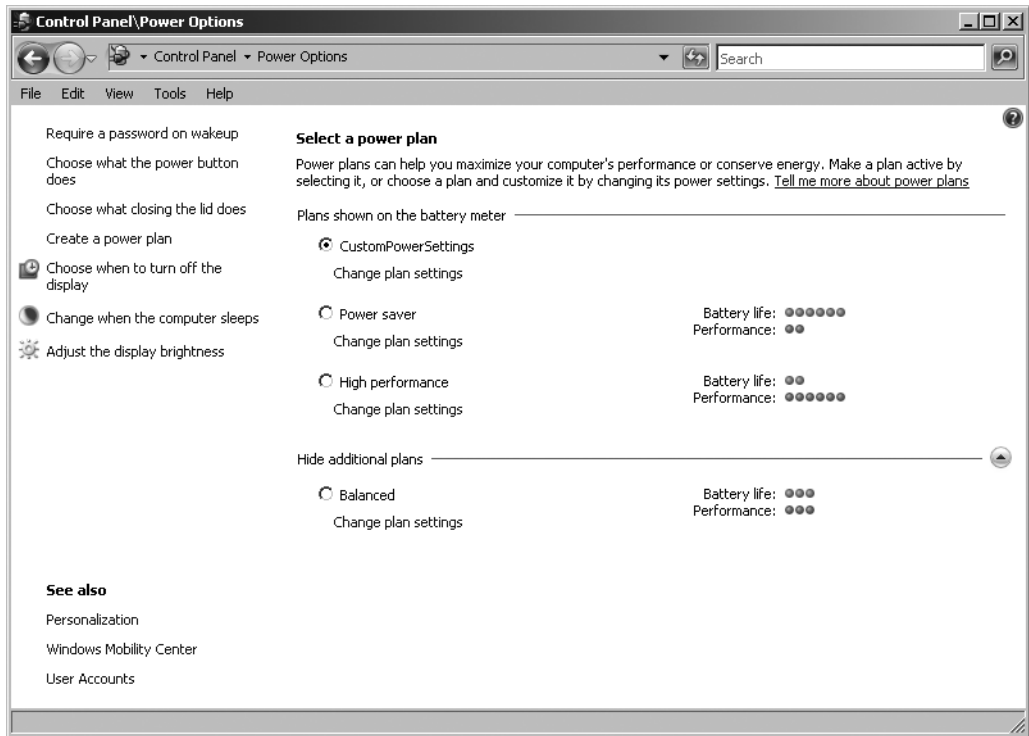 Control Panel\Power Options
Control Panel Power Options
Search
File Edit View Tools Help
Require a password on wakeup
Choose what the power button
does
Choose what closing the lid does
Create a power plan
Choose when to turn off the
display
Change when the computer sleeps
Adjust the display brightness
See also
Personalization
Windows Mobility Center
User Accounts
Select a power plan
Power plans can help you maximize your computer's performance or conserve energy. Make a plan active by
selecting it, or choose a plan and customize it by changing its power settings. Tell me more about power plans
Plans shown on the battery meter
CustomPowerSettings
Change plan settings
Power saver
Change plan settings
Battery life:
Performance:
High performance
Change plan settings
Battery life:
Performance:
Hide additional plans
Balanced
Change plan settings
Battery life:
Performance: